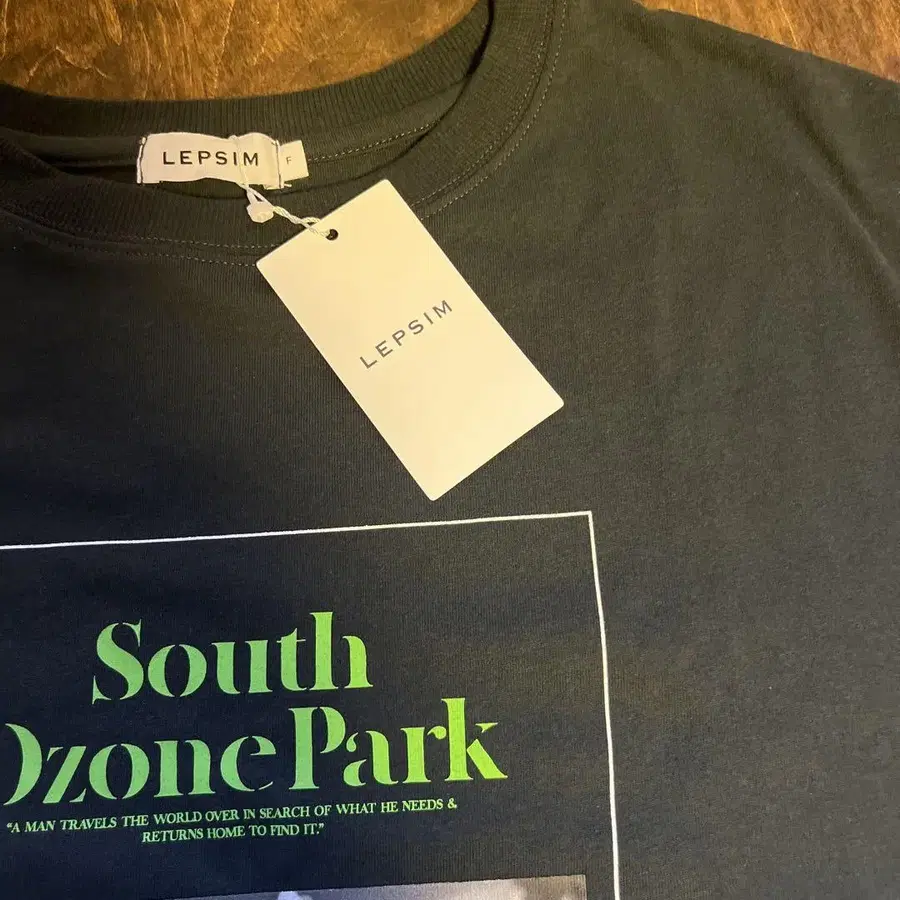 LEPSIM
F
LEPSIM
South
Ozone Park
“A MAN TRAVELS THE WORLD OVER IN SEARCH OF WHAT HE NEEDS &
RETURNS HOME TO FIND IT.”